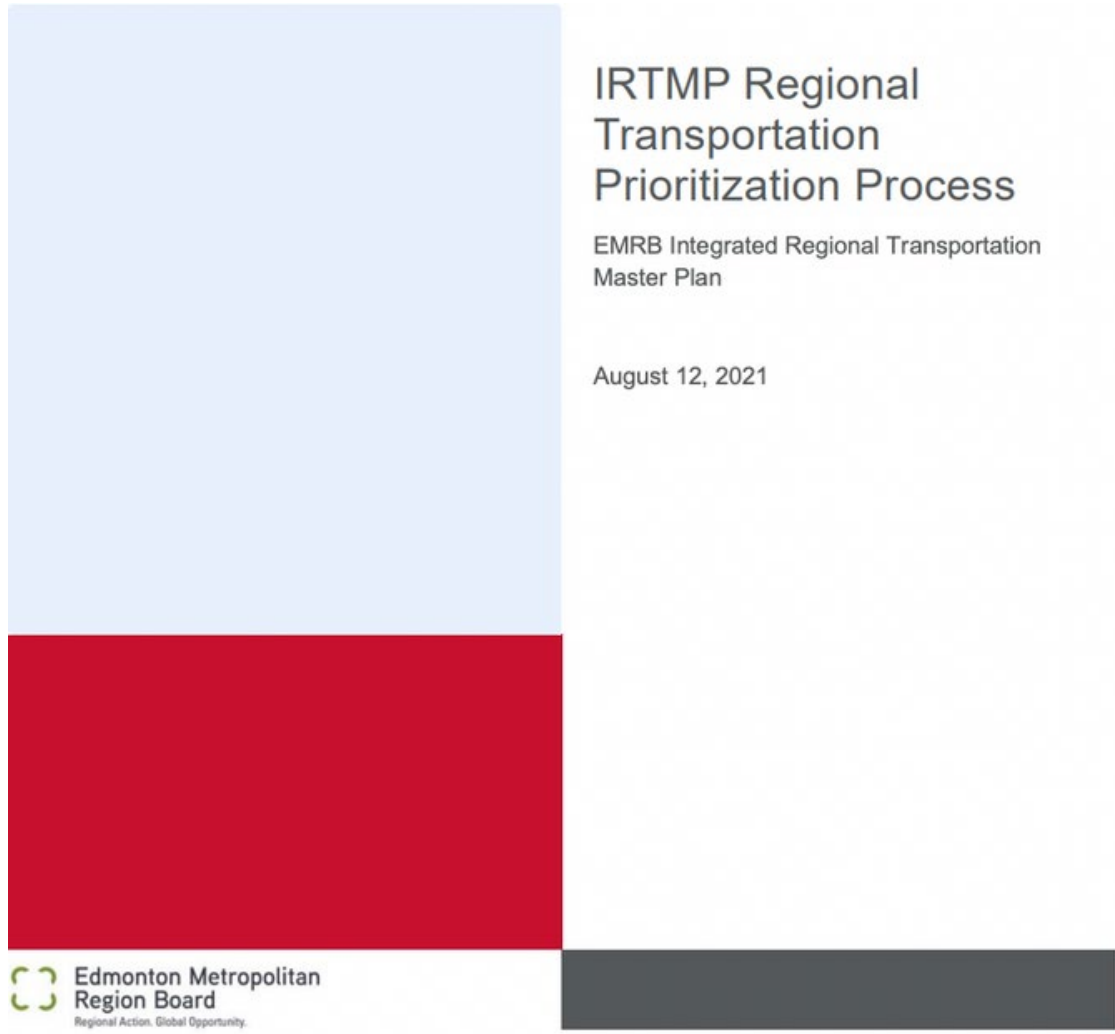 IRTMP Regional
Transportation
Prioritization Process
EMRB Integrated Regional Transportation
Master Plan
August 12, 2021
Edmonton Metropolitan
Region Board
Regional Action. Global Opportunity.